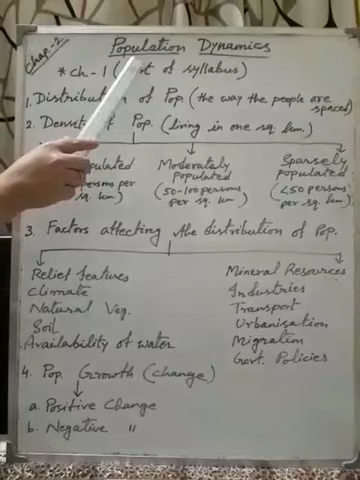 Chap-2
Population Dynamics
* Ch-1 ( of syllabus)
1. Distribution of Pop. (the way the people are spaced)
2. Density of Pop. (living in one sq. km.)
populated
persons per
sq. km)
Moderately
populated
(50-100 persons
per sq. km.)
Sparsely
populated
(<50 persons
per sq. km.)
3. Factors affecting the distribution of Pop.
Relief features
Climate
Natural Veg.
Soil
Availability of water
Mineral Resources
Industries
Transport
Urbanisation
Migration
Govt. Policies
4. Pop. Growth (change)
a. Positive Change
b. Negative "